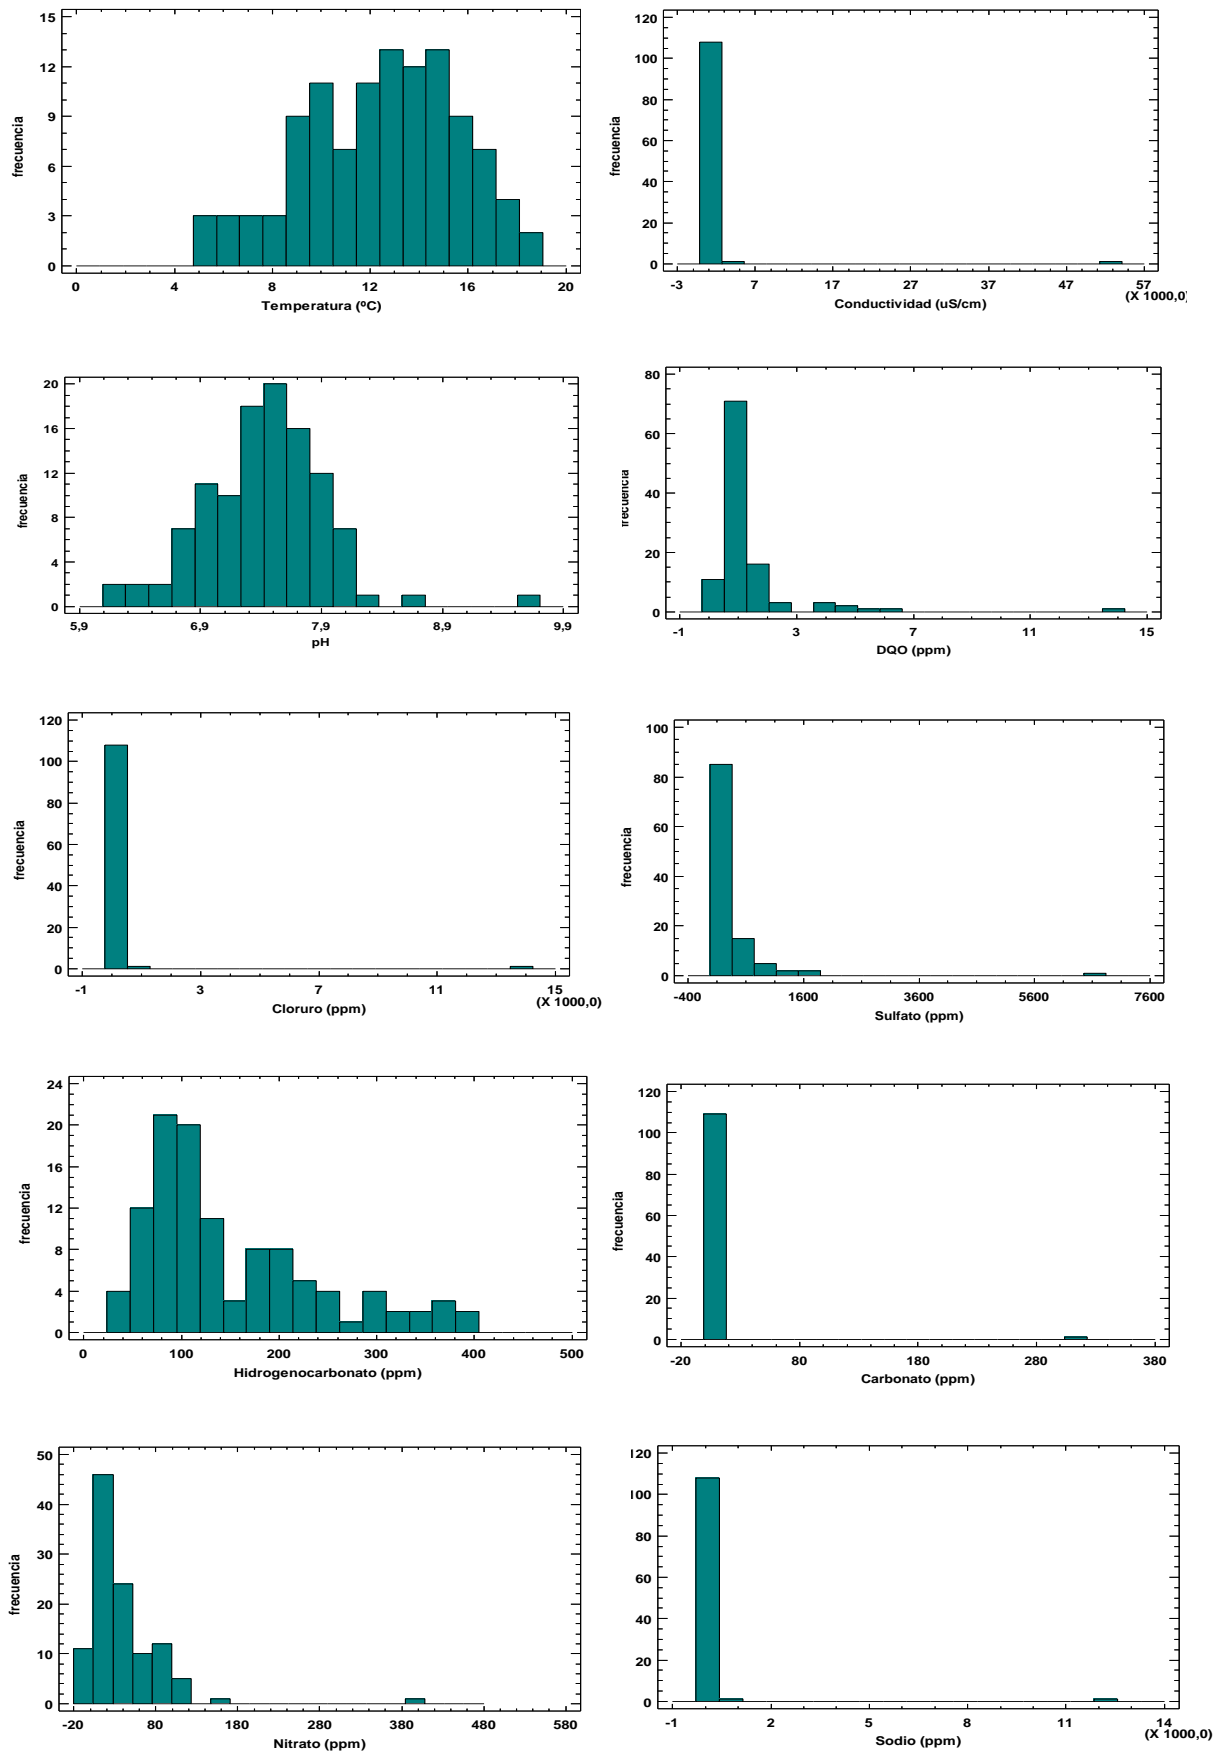 15
12
9
6
3
0
frecuencia
0 4 8 12 16 20
Temperatura (ºC)
120
100
80
60
40
20
0
frecuencia
-3 7 17 27 37 47 57
(X 1000,0)
Conductividad (uS/cm)
20
16
12
8
4
0
frecuencia
5,9 6,9 7,9 8,9 9,9
pH
80
60
40
20
0
frecuencia
-1 3 7 11 15
DQO (ppm)
120
100
80
60
40
20
0
frecuencia
-1 3 7 11 15
(X 1000,0)
Cloruro (ppm)
100
80
60
40
20
0
frecuencia
-400 1600 3600 5600 7600
Sulfato (ppm)
24
20
16
12
8
4
0
frecuencia
0 100 200 300 400 500
Hidrogenocarbonato (ppm)
120
100
80
60
40
20
0
frecuencia
-20 80 180 280 380
Carbonato (ppm)
50
40
30
20
10
0
frecuencia
-20 80 180 280 380 480 580
Nitrato (ppm)
120
100
80
60
40
20
0
frecuencia
-1 2 5 8 11 14
(X 1000,0)
Sodio (ppm)